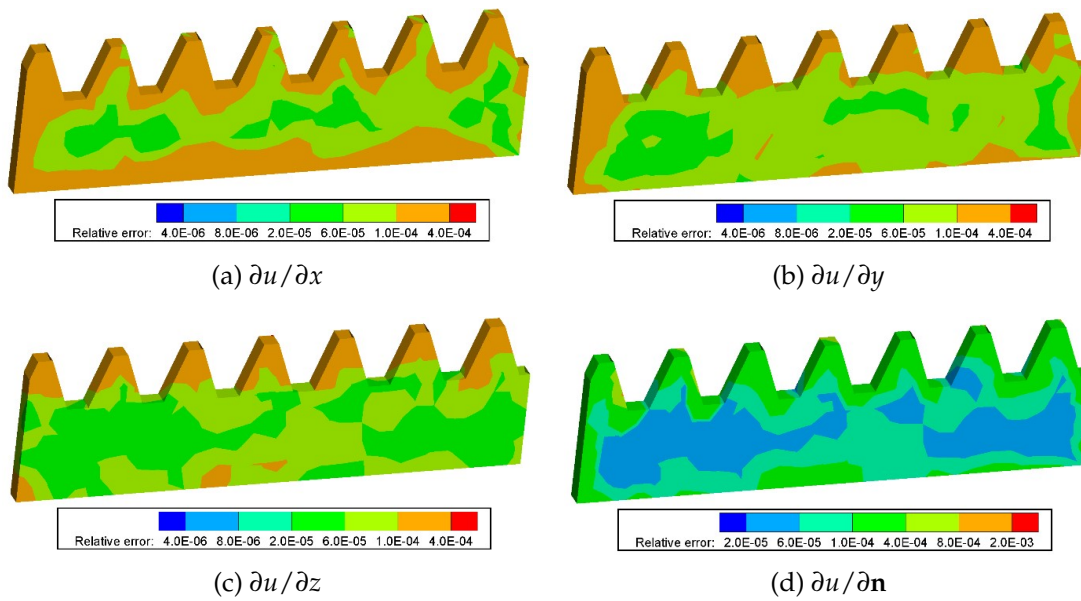 Relative error: 4.0E-06 8.0E-06 2.0E-05 6.0E-05 1.0E-04 4.0E-04
Relative error: 4.0E-06 8.0E-06 2.0E-05 6.0E-05 1.0E-04 4.0E-04
(a) ∂u/∂x
(b) ∂u/∂y
Relative error: 4.0E-06 8.0E-06 2.0E-05 6.0E-05 1.0E-04 4.0E-04
Relative error: 2.0E-05 6.0E-05 1.0E-04 4.0E-04 8.0E-04 2.0E-03
(c) ∂u/∂z
(d) ∂u/∂n